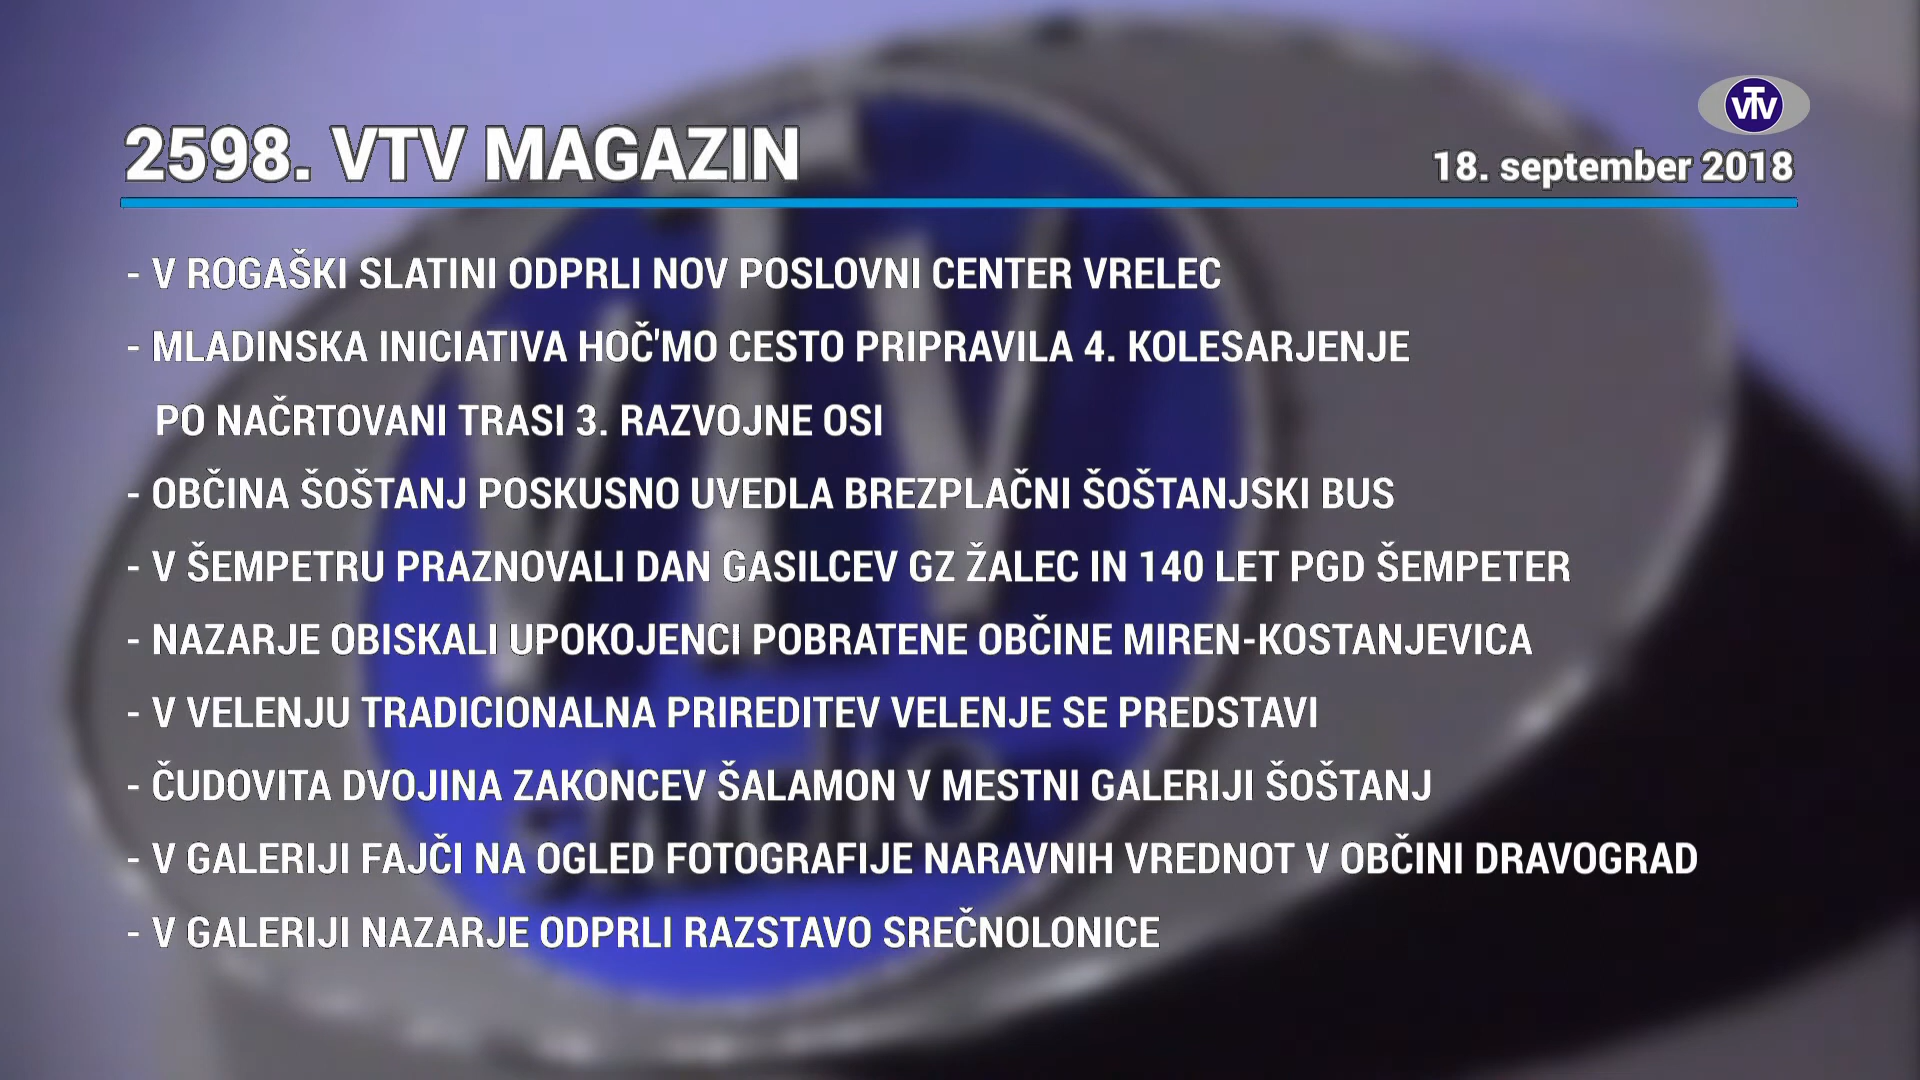 VTV
2598. VTV MAGAZIN
18. september 2018
- V ROGAŠKI SLATINI ODPRLI NOV POSLOVNI CENTER VRELEC
- MLADINSKA INICIATIVA HOČ'MO CESTO PRIPRAVILA 4. KOLESARJENJE
PO NAČRTOVANI TRASI 3. RAZVOJNE OSI
- OBČINA ŠOŠTANJ POSKUSNO UVEDLA BREZPLAČNI ŠOŠTANJSKI BUS
- V ŠEMPETRU PRAZNOVALI DAN GASILCEV GZ ŽALEC IN 140 LET PGD ŠEMPETER
- NAZARJE OBISKALI UPOKOJENCI POBRATENE OBČINE MIREN-KOSTANJEVICA
- V VELENJU TRADICIONALNA PRIREDITEV VELENJE SE PREDSTAVI
- ČUDOVITA DVOJINA ZAKONCEV ŠALAMON V MESTNI GALERIJI ŠOŠTANJ
- V GALERIJI FAJČI NA OGLED FOTOGRAFIJE NARAVNIH VREDNOT V OBČINI DRAVOGRAD
- V GALERIJI NAZARJE ODPRLI RAZSTAVO SREČNOLONICE
VTV
studio